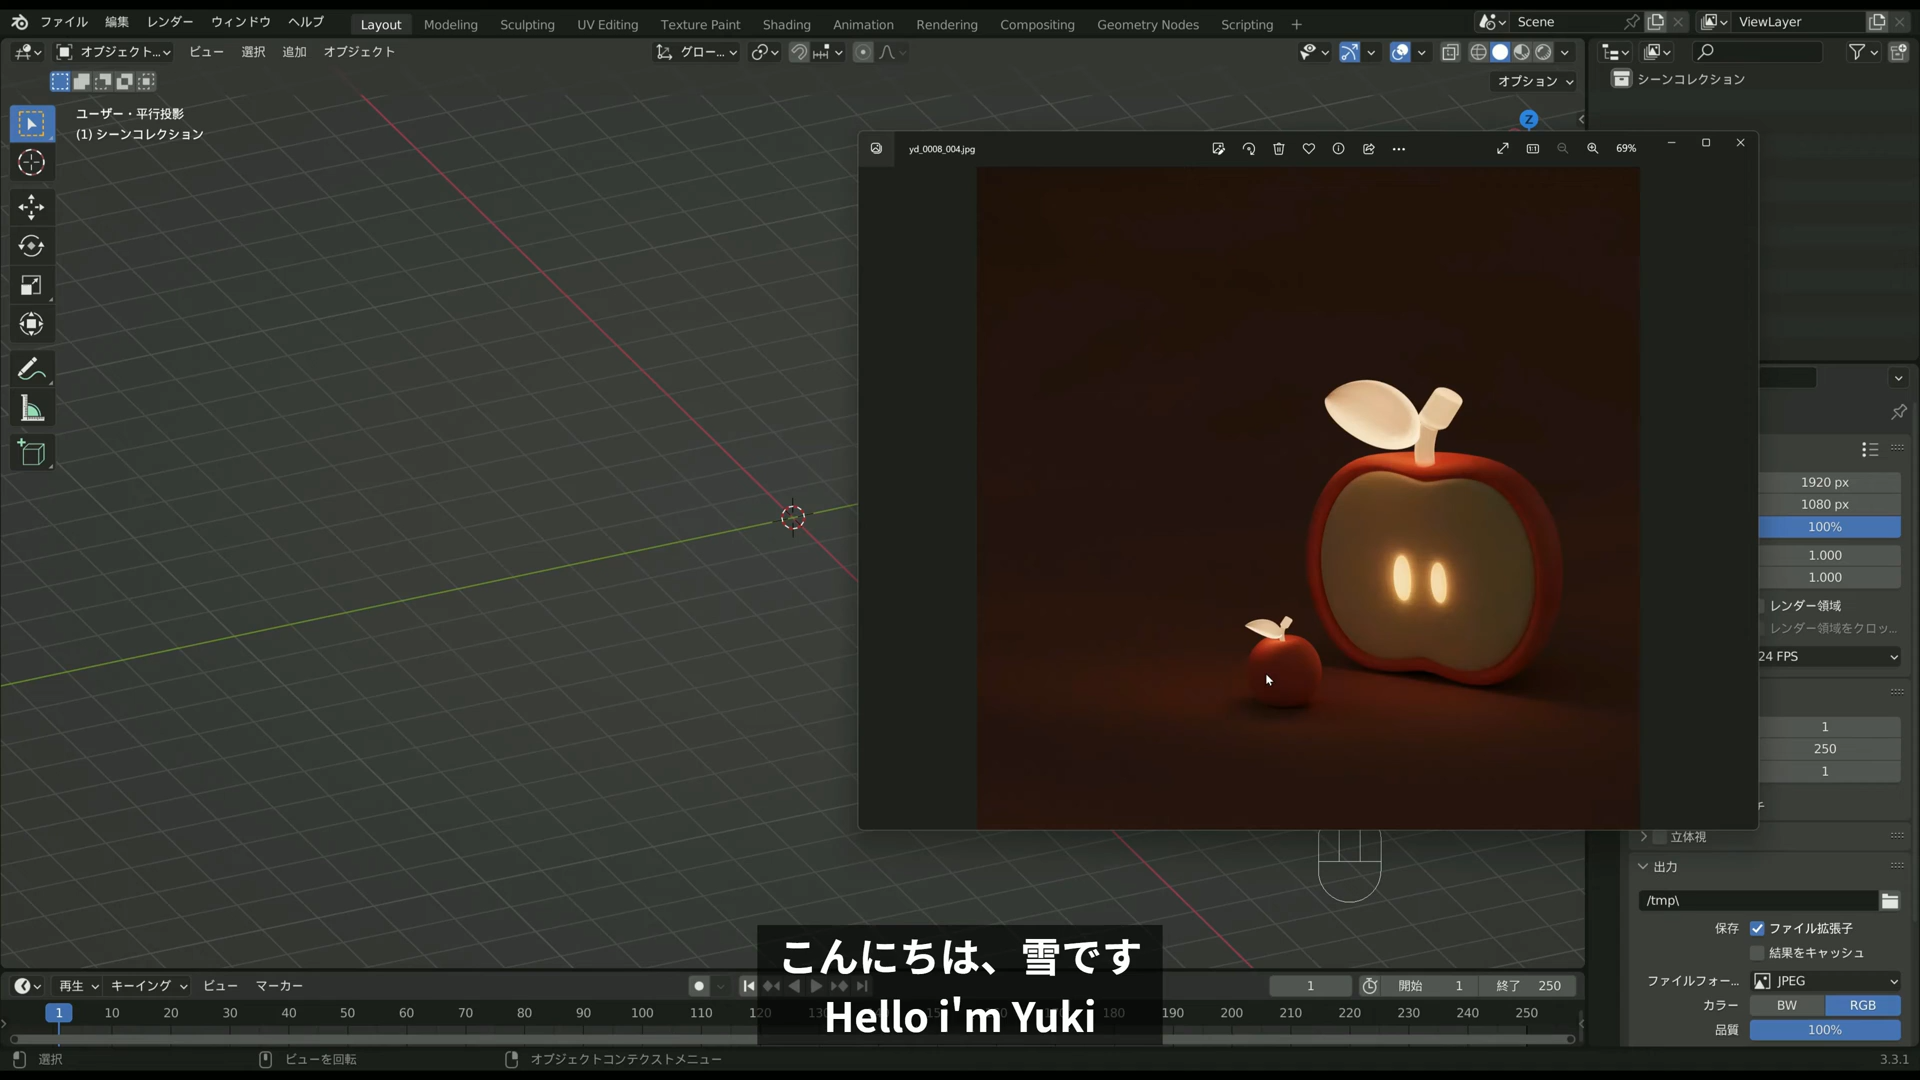 ファイル 編集 レンダー ウィンドウ ヘルプ Layout Modeling Sculpting UV Editing Texture Paint Shading Animation Rendering Compositing Geometry Nodes Scripting + Scene ViewLayer
オブジェクト... ビュー 選択 追加 オブジェクト グロー...
オプション
シーンコレクション
ユーザー・平行投影
(1) シーンコレクション
Z
yd_0008_004.jpg 69%
1920 px
1080 px
100%
1.000
1.000
レンダー領域
レンダー領域をクロッ...
24 FPS
1
250
1
立体視
出力
/tmp\
保存 ファイル拡張子
結果をキャッシュ
ファイルフォー... JPEG
カラー BW RGB
品質 100%
こんにちは、雪です
Hello i'm Yuki
再生 キーイング ビュー マーカー 1 開始 1 終了 250
1 10 20 30 40 50 60 70 80 90 100 110 120 130 200 210 220 230 240 250
選択 ビューを回転 オブジェクトコンテクストメニュー 3.3.1